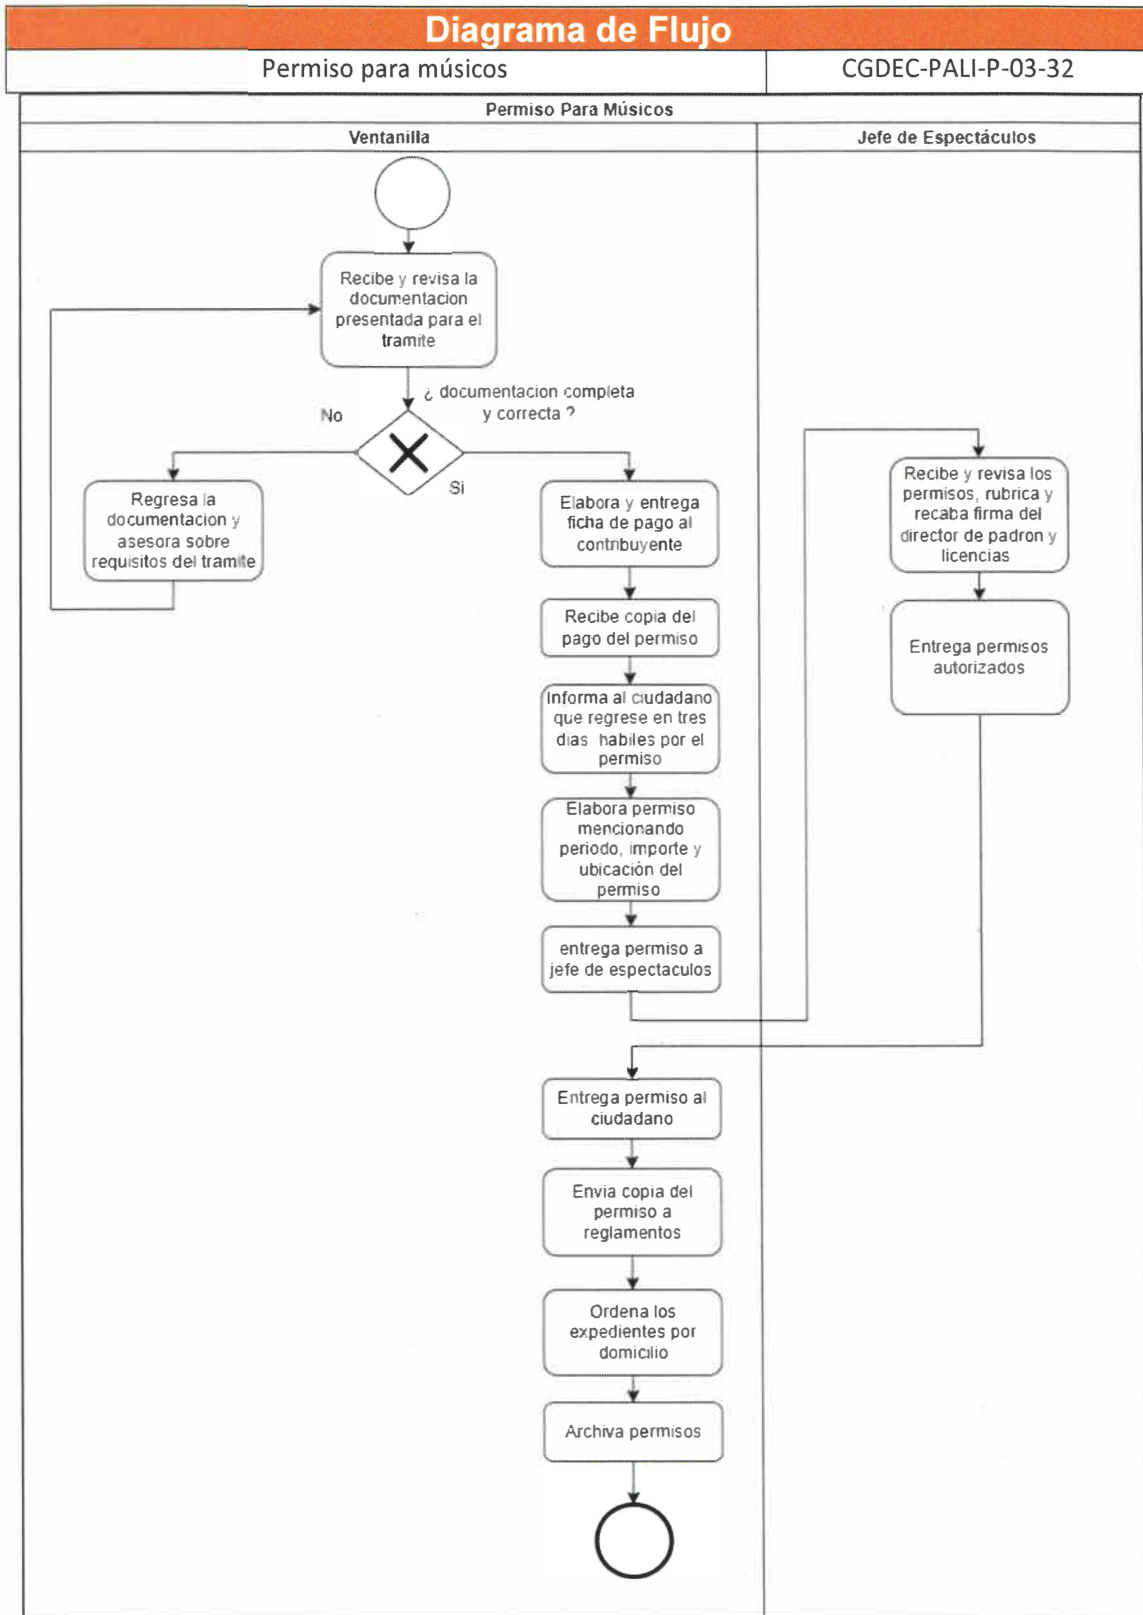 Diagrama de Flujo
Permiso para músicos
CGDEC-PALI-P-03-32
Permiso Para Músicos
Ventanilla
Jefe de Espectáculos
Recibe y revisa la
documentacion
presentada para el
tramite
¿ documentacion completa
y correcta ?
No
Si
Regresa la
documentacion y
asesora sobre
requisitos del tramite
Elabora y entrega
ficha de pago al
contribuyente
Recibe copia del
pago del permiso
Informa al ciudadano
que regrese en tres
dias habiles por el
permiso
Elabora permiso
mencionando
periodo, importe y
ubicación del
permiso
entrega permiso a
jefe de espectaculos
Recibe y revisa los
permisos, rubrica y
recaba firma del
director de padron y
licencias
Entrega permisos
autorizados
Entrega permiso al
ciudadano
Envia copia del
permiso a
reglamentos
Ordena los
expedientes por
domicilio
Archiva permisos